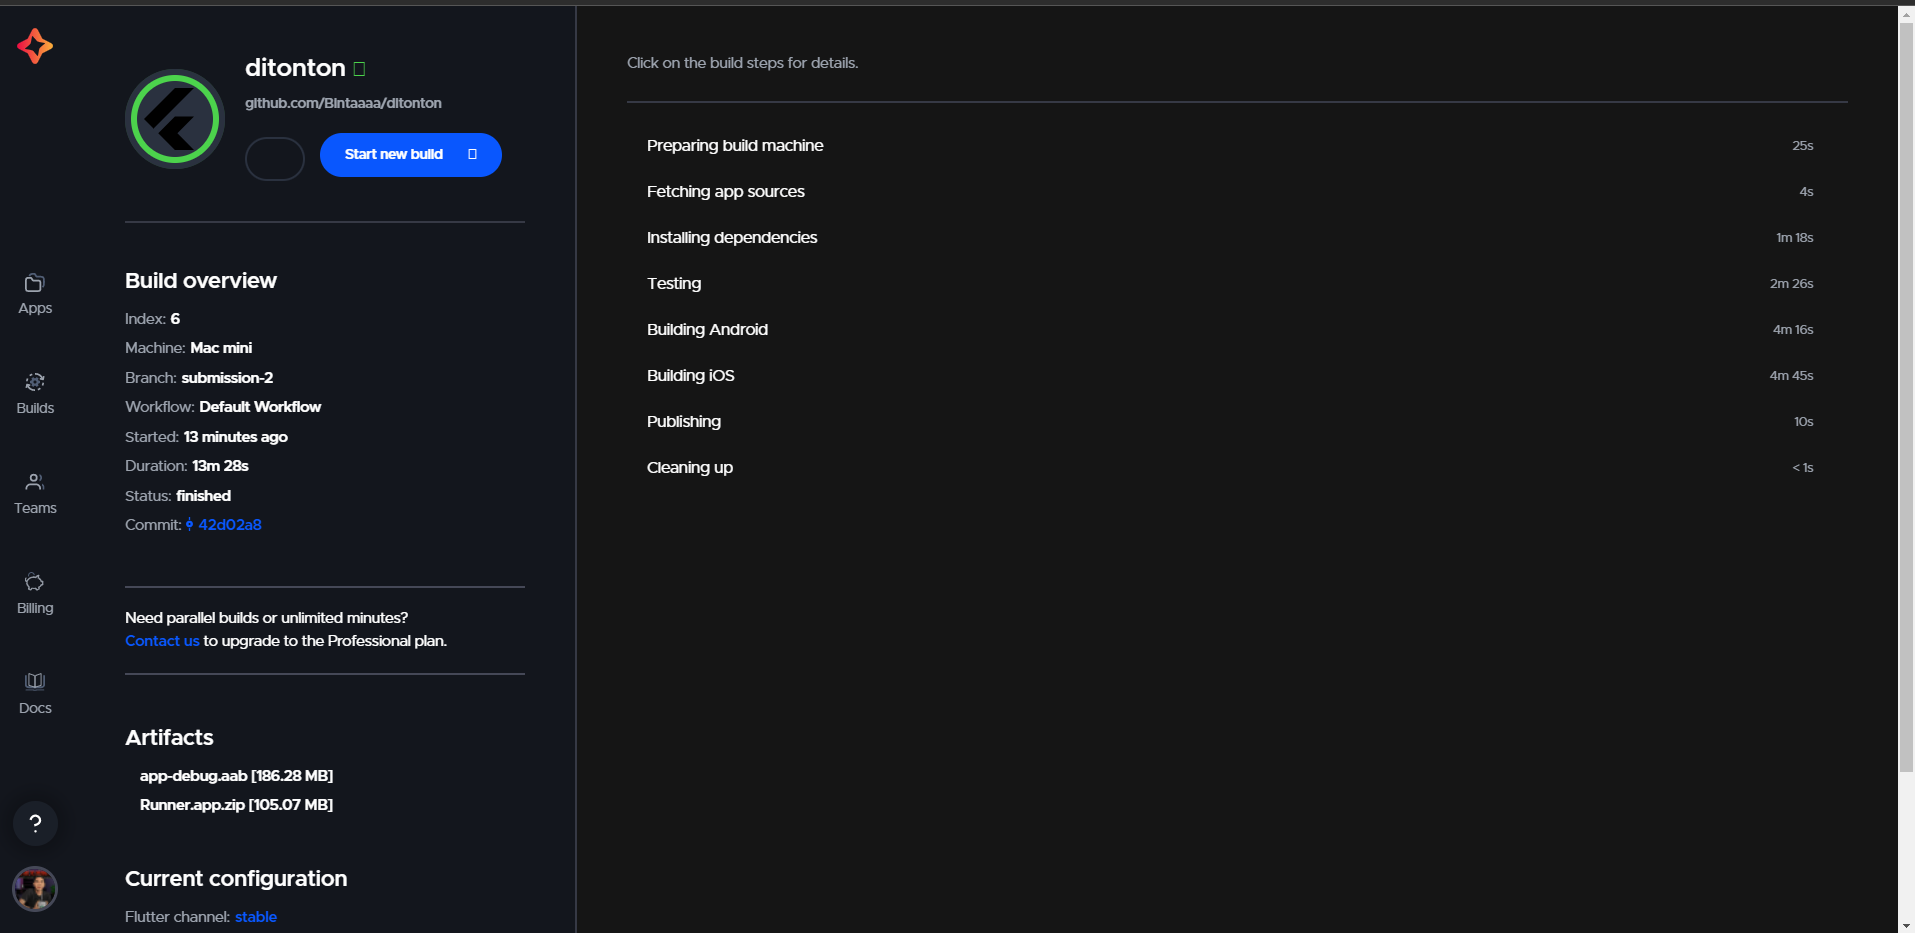 ditonton
github.com/Bintaaaa/ditonton
Start new build
Apps
Builds
Teams
Billing
Docs
?
Build overview
Index: 6
Machine: Mac mini
Branch: submission-2
Workflow: Default Workflow
Started: 13 minutes ago
Duration: 13m 28s
Status: finished
Commit: 42d02a8
Need parallel builds or unlimited minutes?
Contact us to upgrade to the Professional plan.
Artifacts
app-debug.aab [186.28 MB]
Runner.app.zip [105.07 MB]
Current configuration
Flutter channel: stable
Click on the build steps for details.
Preparing build machine 25s
Fetching app sources 4s
Installing dependencies 1m 18s
Testing 2m 26s
Building Android 4m 16s
Building iOS 4m 45s
Publishing 10s
Cleaning up < 1s